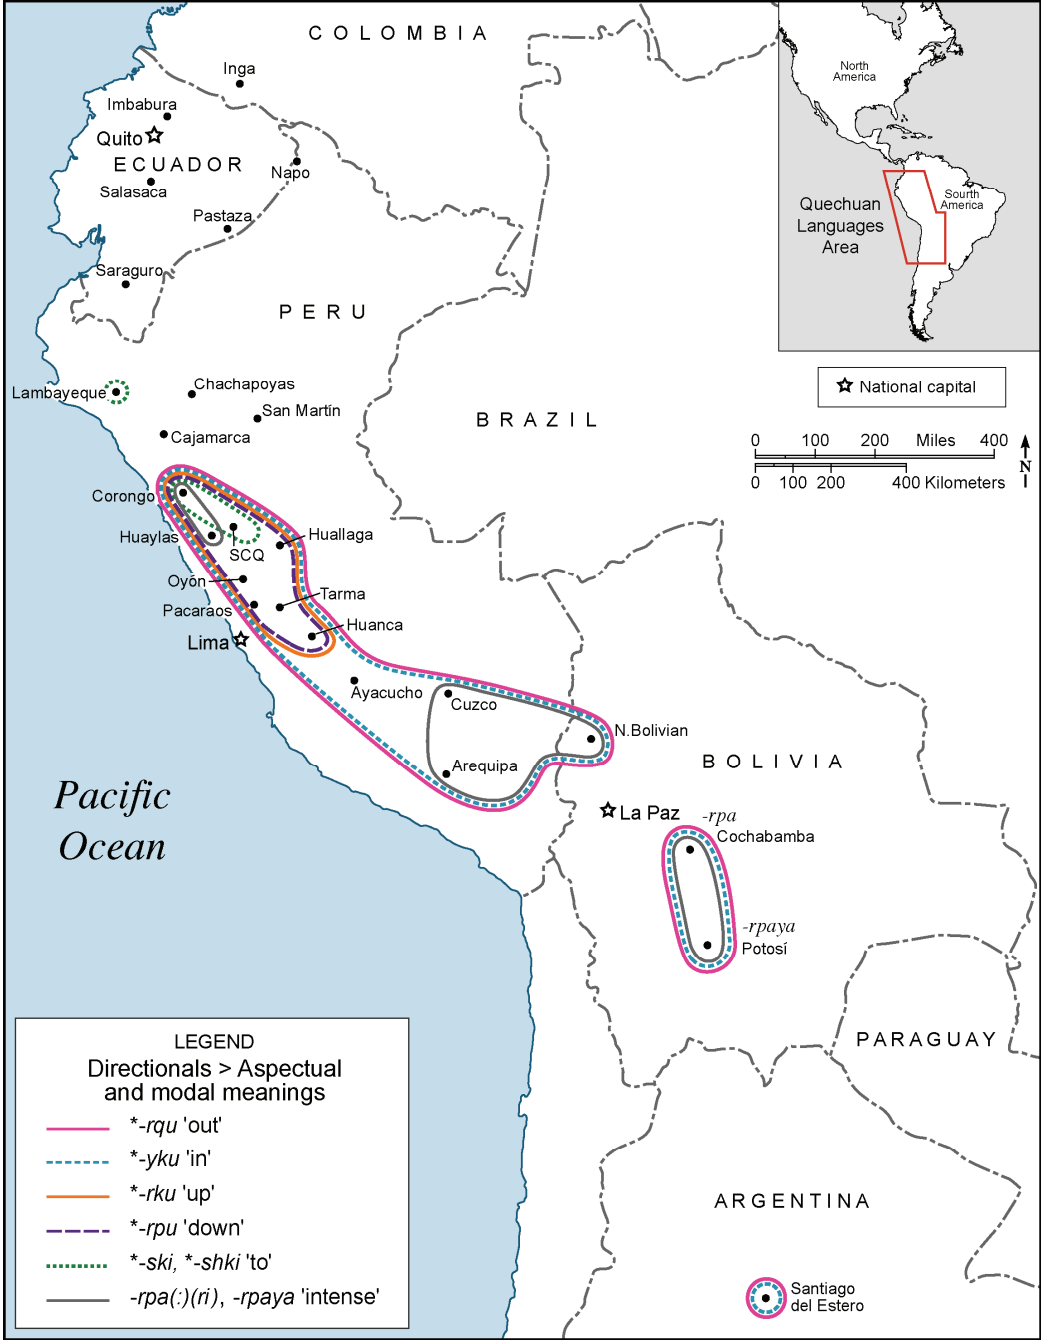 COLOMBIA
Inga
Imbabura
Quito
ECUADOR
Napo
Salasaca
Pastaza
Saraguro
PERU
North
America
Sourth
America
Quechuan
Languages
Area
National capital
Lambayeque
Chachapoyas
San Martín
Cajamarca
BRAZIL
0 100 200 Miles 400
0 100 200 400 Kilometers
N
Corongo
Huaylas
SCQ
Huallaga
Oyón
Tarma
Pacaraos
Huanca
Lima
Ayacucho
Cuzco
N.Bolivian
Arequipa
BOLIVIA
Pacific
Ocean
La Paz
-rpa
Cochabamba
-rpaya
Potosí
PARAGUAY
ARGENTINA
Santiago
del Estero
LEGEND
Directionals > Aspectual
and modal meanings
*-rqu 'out'
*-yku 'in'
*-rku 'up'
*-rpu 'down'
*-ski, *-shki 'to'
-rpa(:)(ri), -rpaya 'intense'